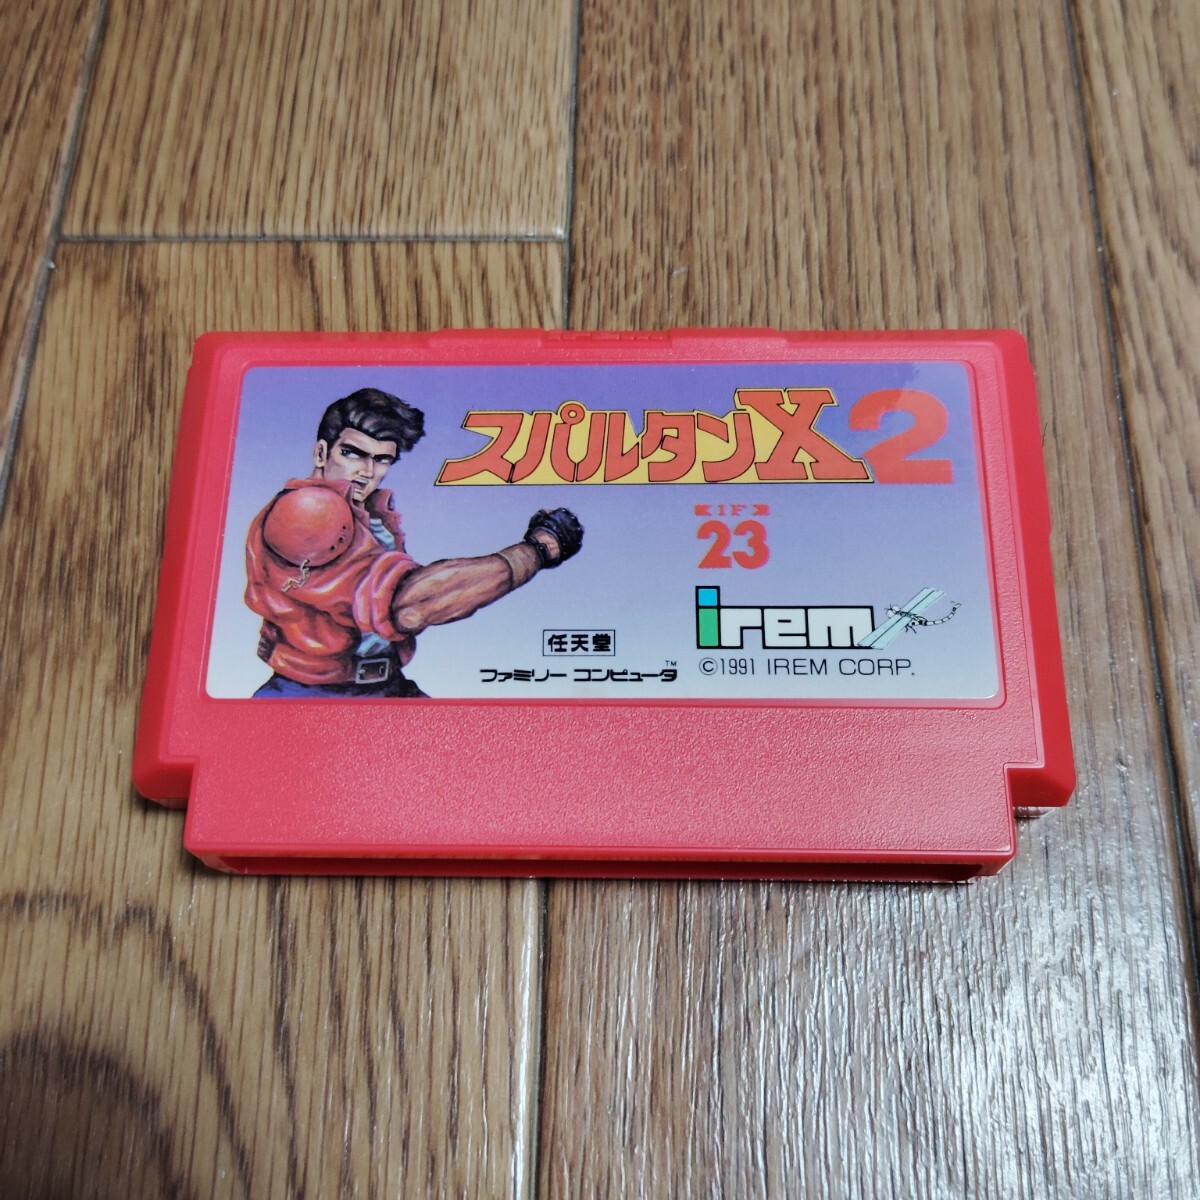 スパルタンX2
IF
23
irem
任天堂
ファミリー コンピュータ™
©1991 IREM CORP.